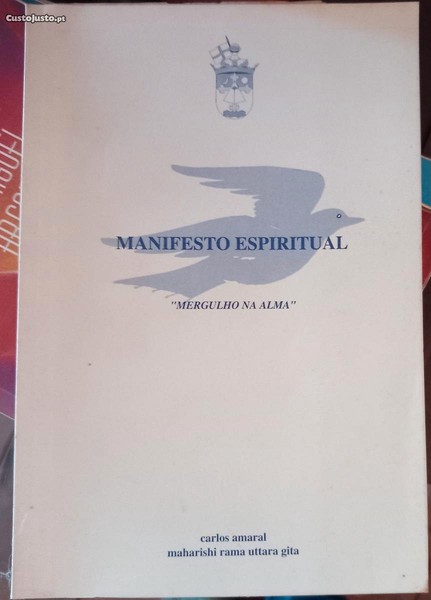 CustoJusto.pt
MANIFESTO ESPIRITUAL
"MERGULHO NA ALMA"
carlos amaral
maharishi rama uttara gita